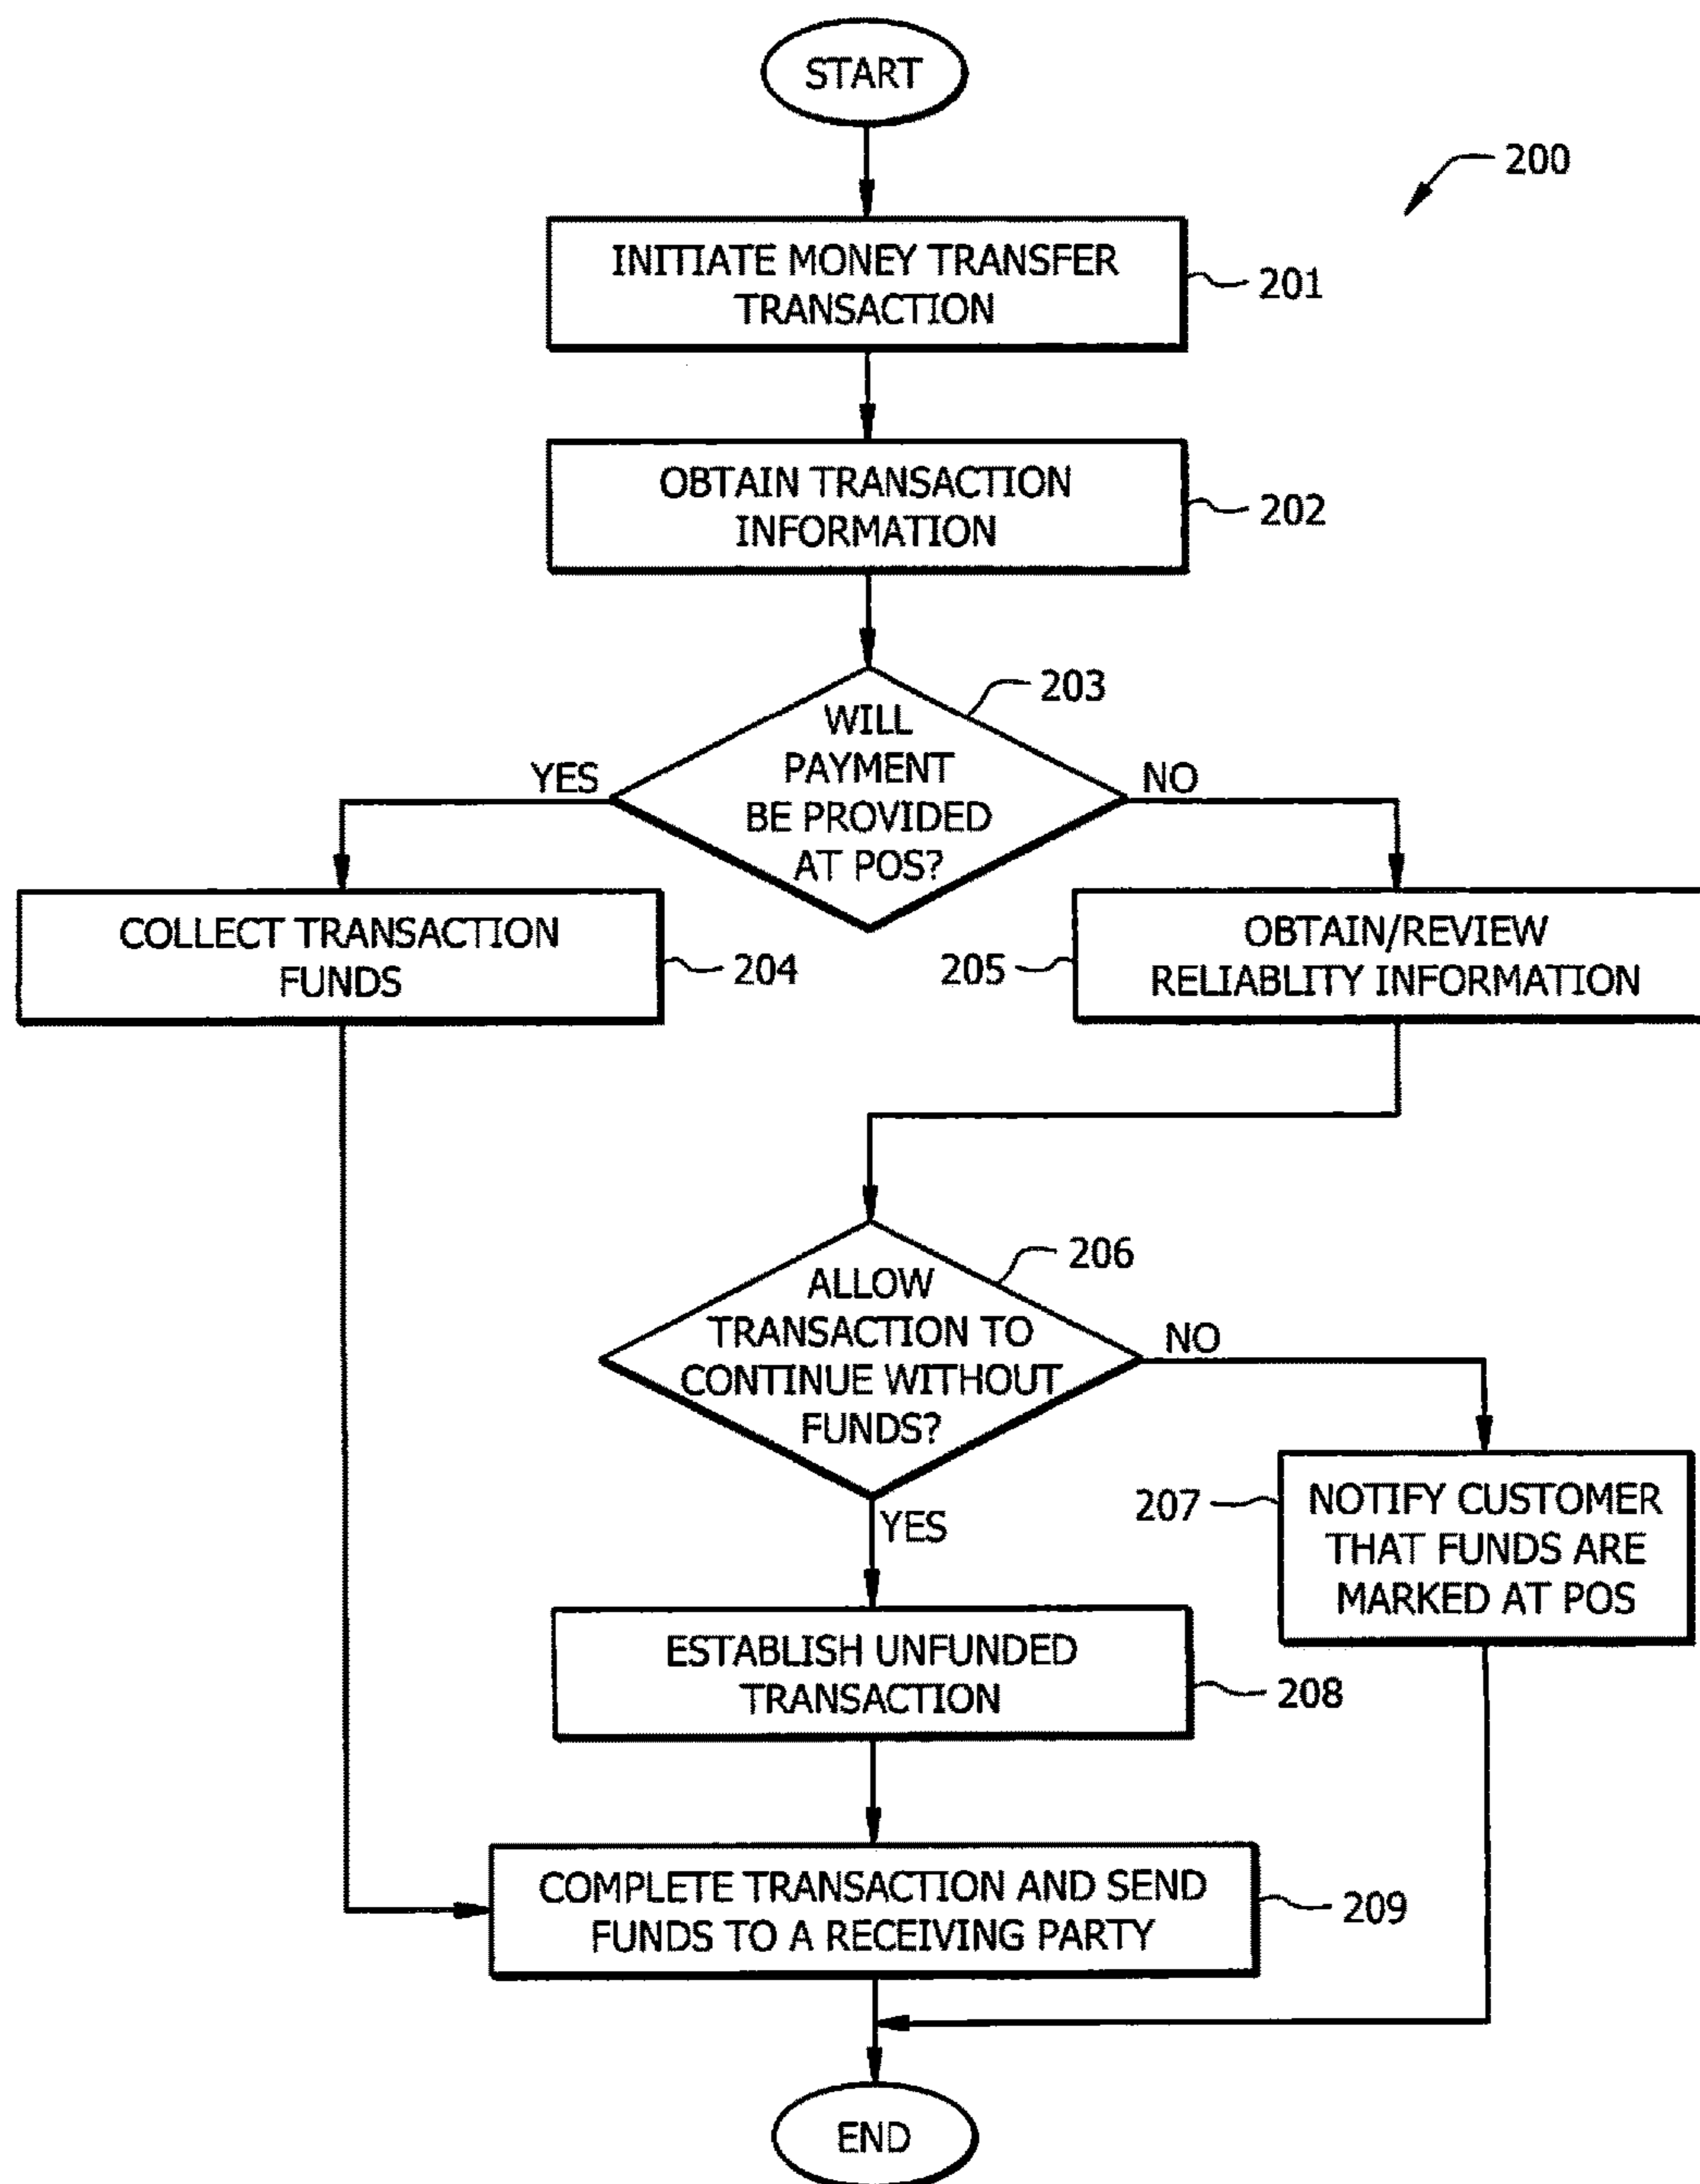 START
200
INITIATE MONEY TRANSFER
TRANSACTION
201
OBTAIN TRANSACTION
INFORMATION
202
203
WILL
PAYMENT
BE PROVIDED
AT POS?
YES
NO
COLLECT TRANSACTION
FUNDS
204
205
OBTAIN/REVIEW
RELIABLITY INFORMATION
206
ALLOW
TRANSACTION TO
CONTINUE WITHOUT
FUNDS?
NO
YES
207
NOTIFY CUSTOMER
THAT FUNDS ARE
MARKED AT POS
ESTABLISH UNFUNDED
TRANSACTION
208
COMPLETE TRANSACTION AND SEND
FUNDS TO A RECEIVING PARTY
209
END